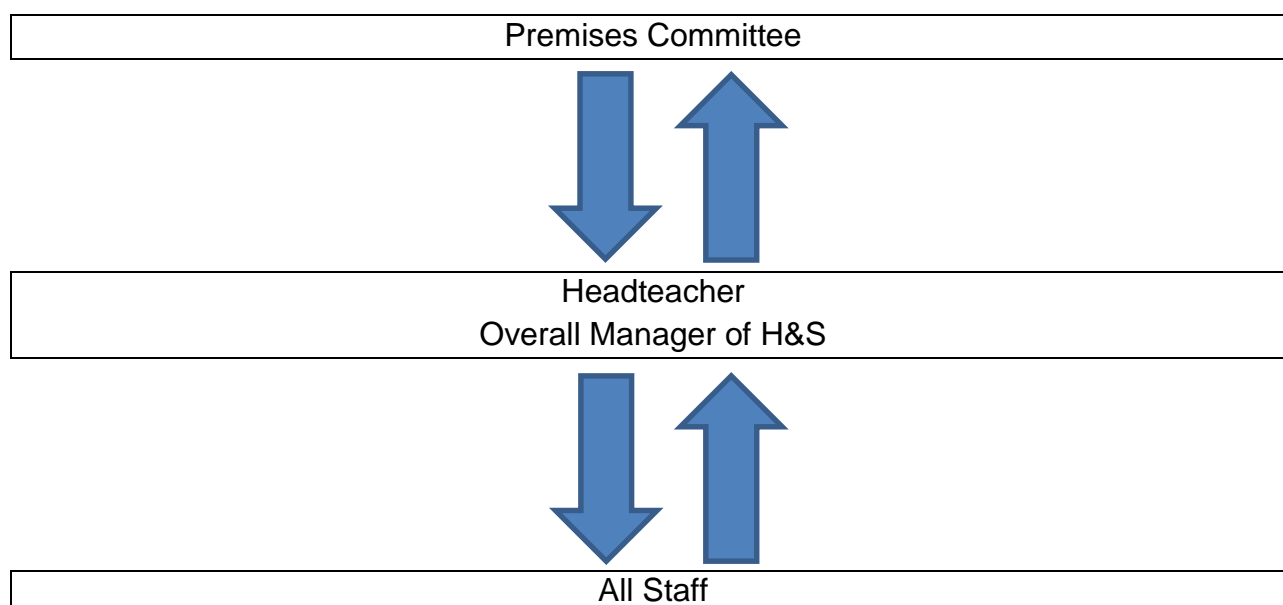 Premises Committee
Headteacher
Overall Manager of H&S
All Staff